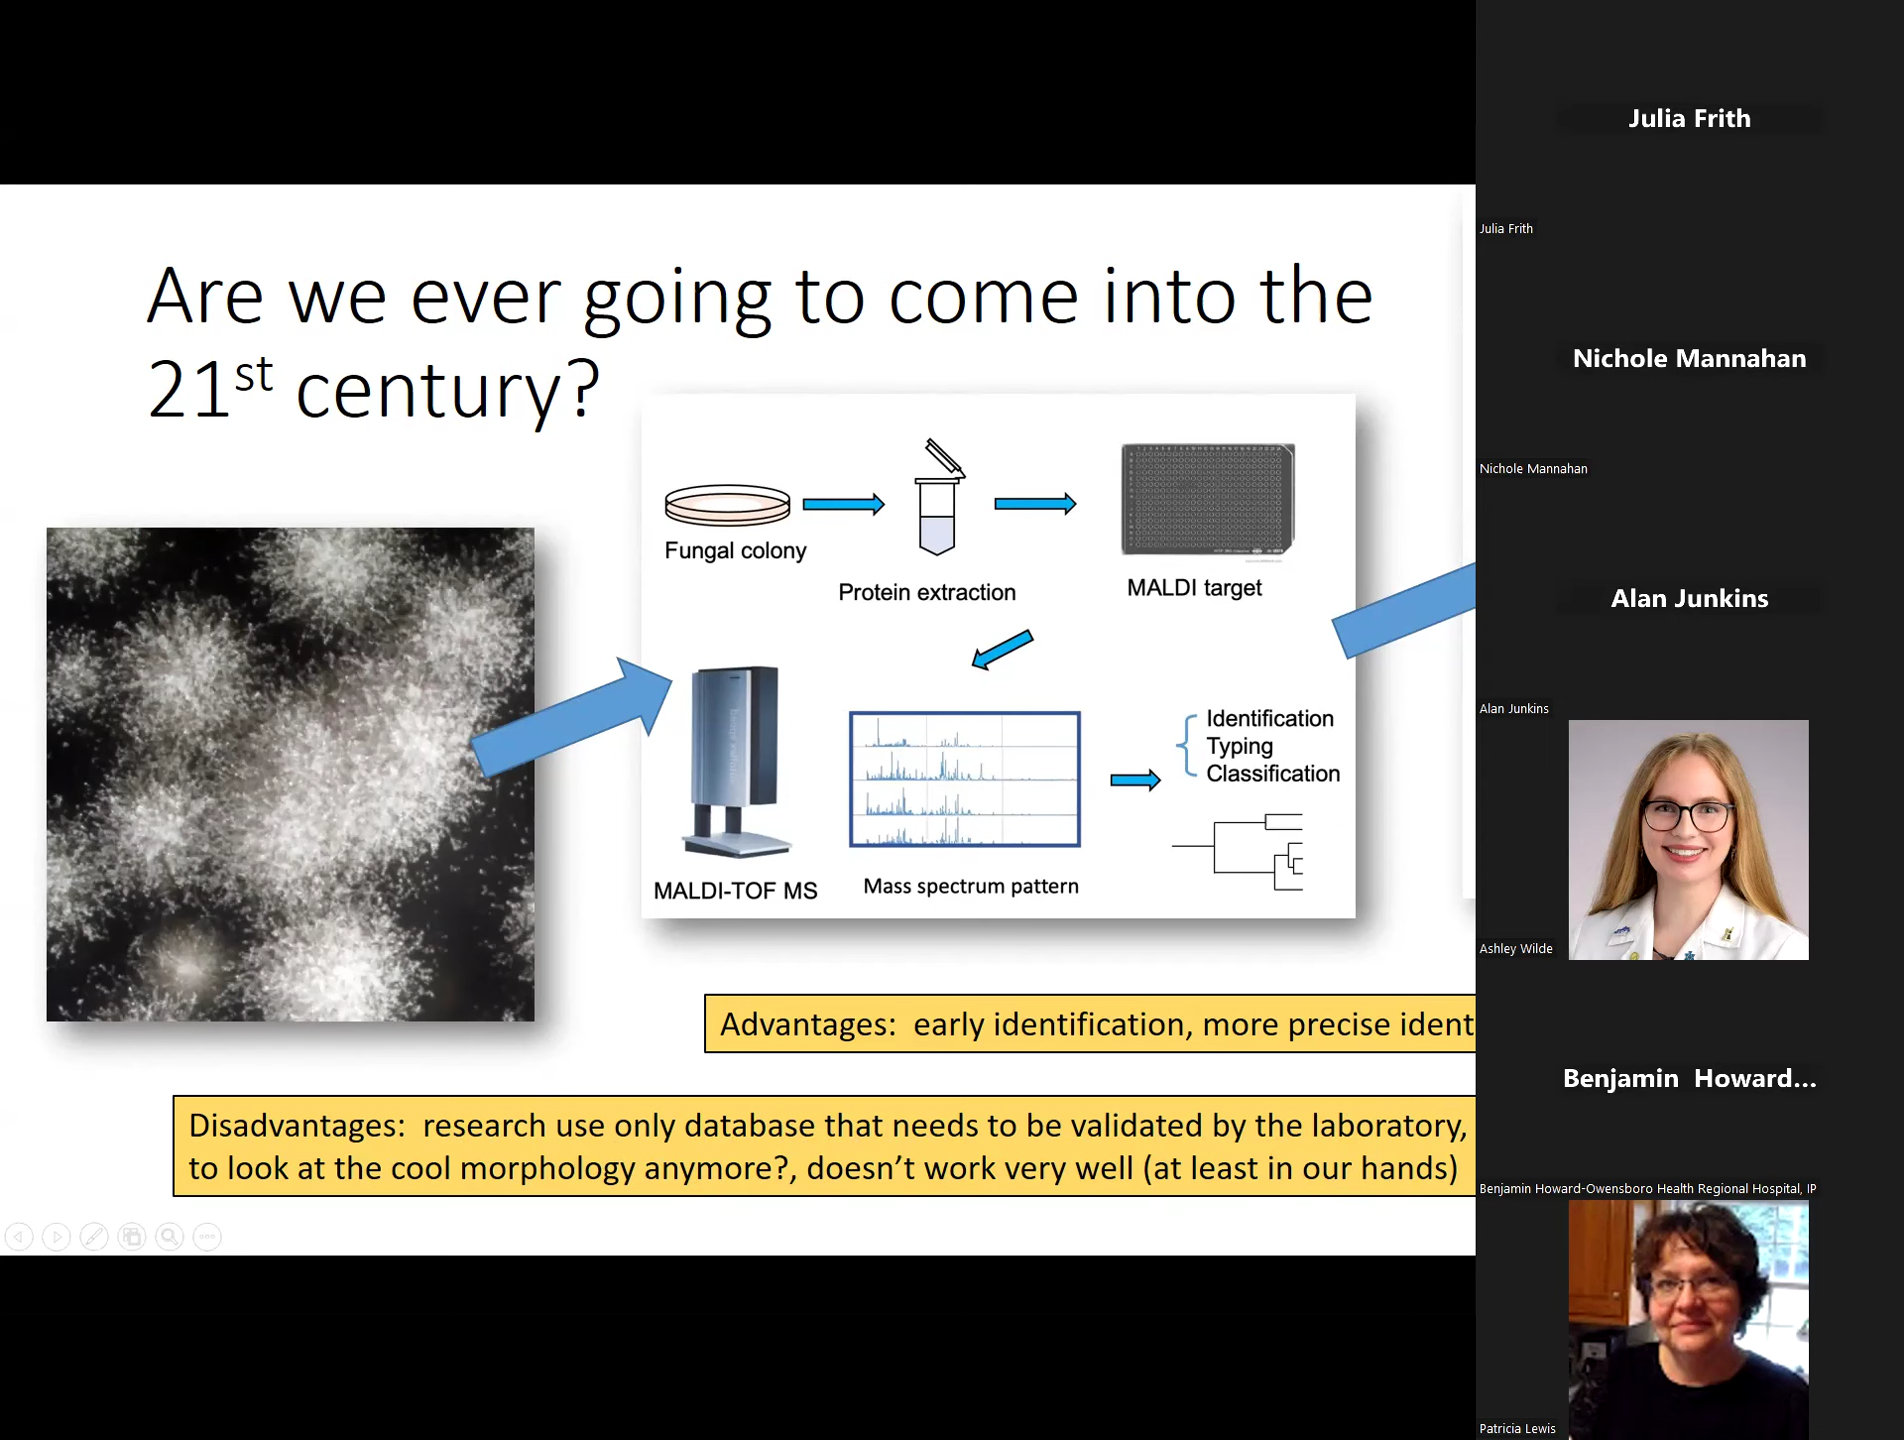 Are we ever going to come into the
21st century?
Fungal colony
Protein extraction
MALDI target
MALDI-TOF MS
Mass spectrum pattern
Identification
Typing
Classification
Advantages:  early identification, more precise ident
Disadvantages:  research use only database that needs to be validated by the laboratory,
to look at the cool morphology anymore?, doesn't work very well (at least in our hands)
Julia Frith
Julia Frith
Nichole Mannahan
Nichole Mannahan
Alan Junkins
Alan Junkins
Ashley Wilde
Benjamin  Howard...
Benjamin Howard-Owensboro Health Regional Hospital, IP
Patricia Lewis